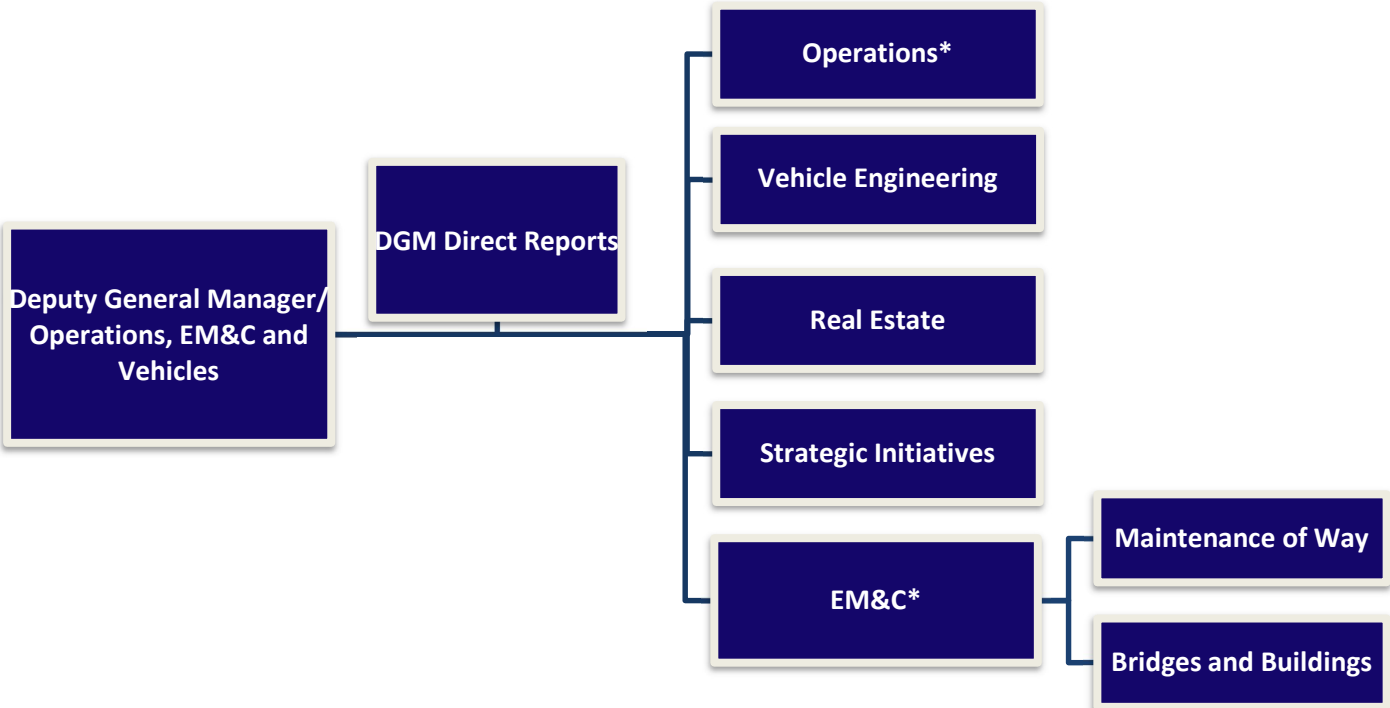 Operations*
Vehicle Engineering
DGM Direct Reports
Deputy General Manager/
Operations, EM&C and
Vehicles
Real Estate
Strategic Initiatives
EM&C*
Maintenance of Way
Bridges and Buildings